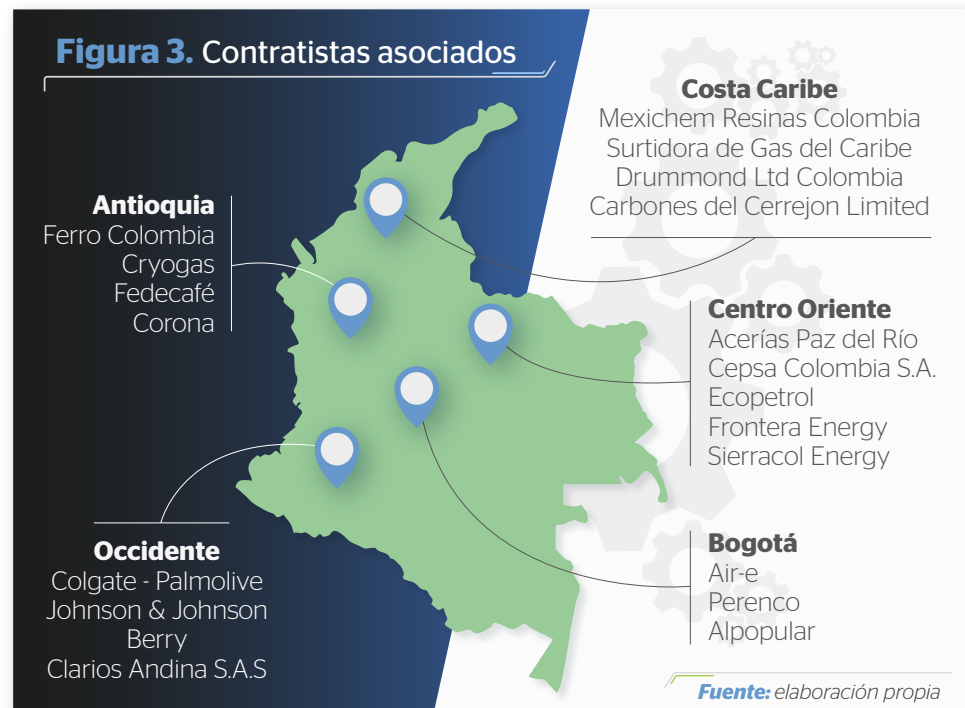 Figura 3. Contratistas asociados
Costa Caribe
Mexichem Resinas Colombia
Surtidora de Gas del Caribe
Drummond Ltd Colombia
Carbones del Cerrejon Limited
Antioquia
Ferro Colombia
Cryogas
Fedecafé
Corona
Centro Oriente
Acerías Paz del Río
Cepsa Colombia S.A.
Ecopetrol
Frontera Energy
Sierracol Energy
Occidente
Colgate - Palmolive
Johnson & Johnson
Berry
Clarios Andina S.A.S
Bogotá
Air-e
Perenco
Alpopular
Fuente: elaboración propia